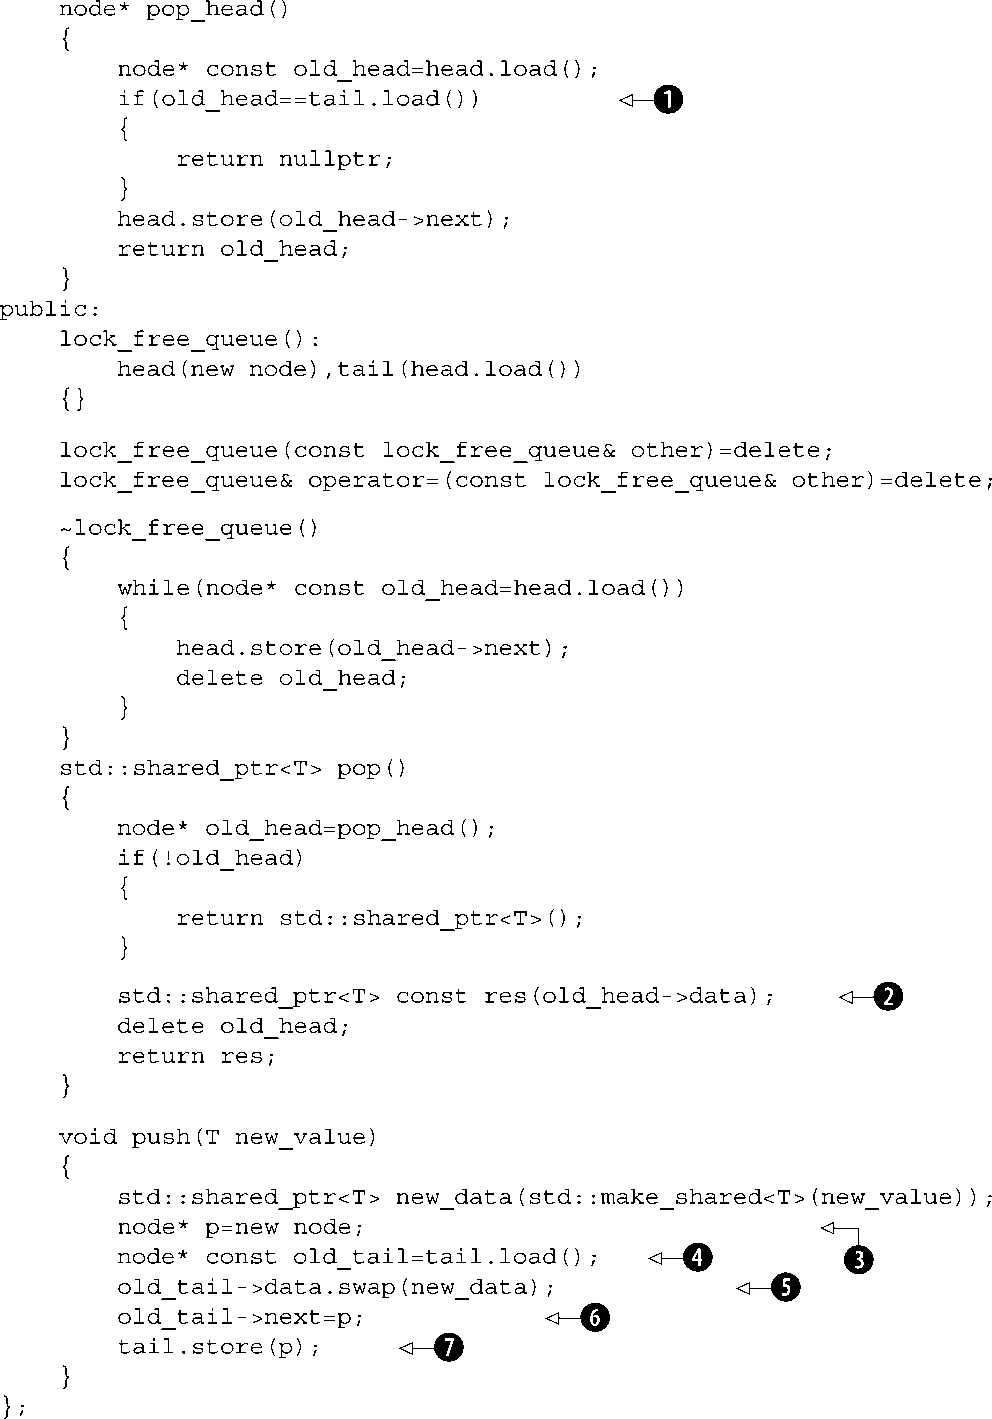 node* pop_head()
{
node* const old_head=head.load();
if(old_head==tail.load()) 1
{
return nullptr;
}
head.store(old_head->next);
return old_head;
}
public:
lock_free_queue():
head(new node),tail(head.load())
{}
lock_free_queue(const lock_free_queue& other)=delete;
lock_free_queue& operator=(const lock_free_queue& other)=delete;
~lock_free_queue()
{
while(node* const old_head=head.load())
{
head.store(old_head->next);
delete old_head;
}
}
std::shared_ptr<T> pop()
{
node* old_head=pop_head();
if(!old_head)
{
return std::shared_ptr<T>();
}
std::shared_ptr<T> const res(old_head->data); 2
delete old_head;
return res;
}
void push(T new_value)
{
std::shared_ptr<T> new_data(std::make_shared<T>(new_value));
node* p=new node; 3
node* const old_tail=tail.load(); 4
old_tail->data.swap(new_data); 5
old_tail->next=p; 6
tail.store(p); 7
}
};